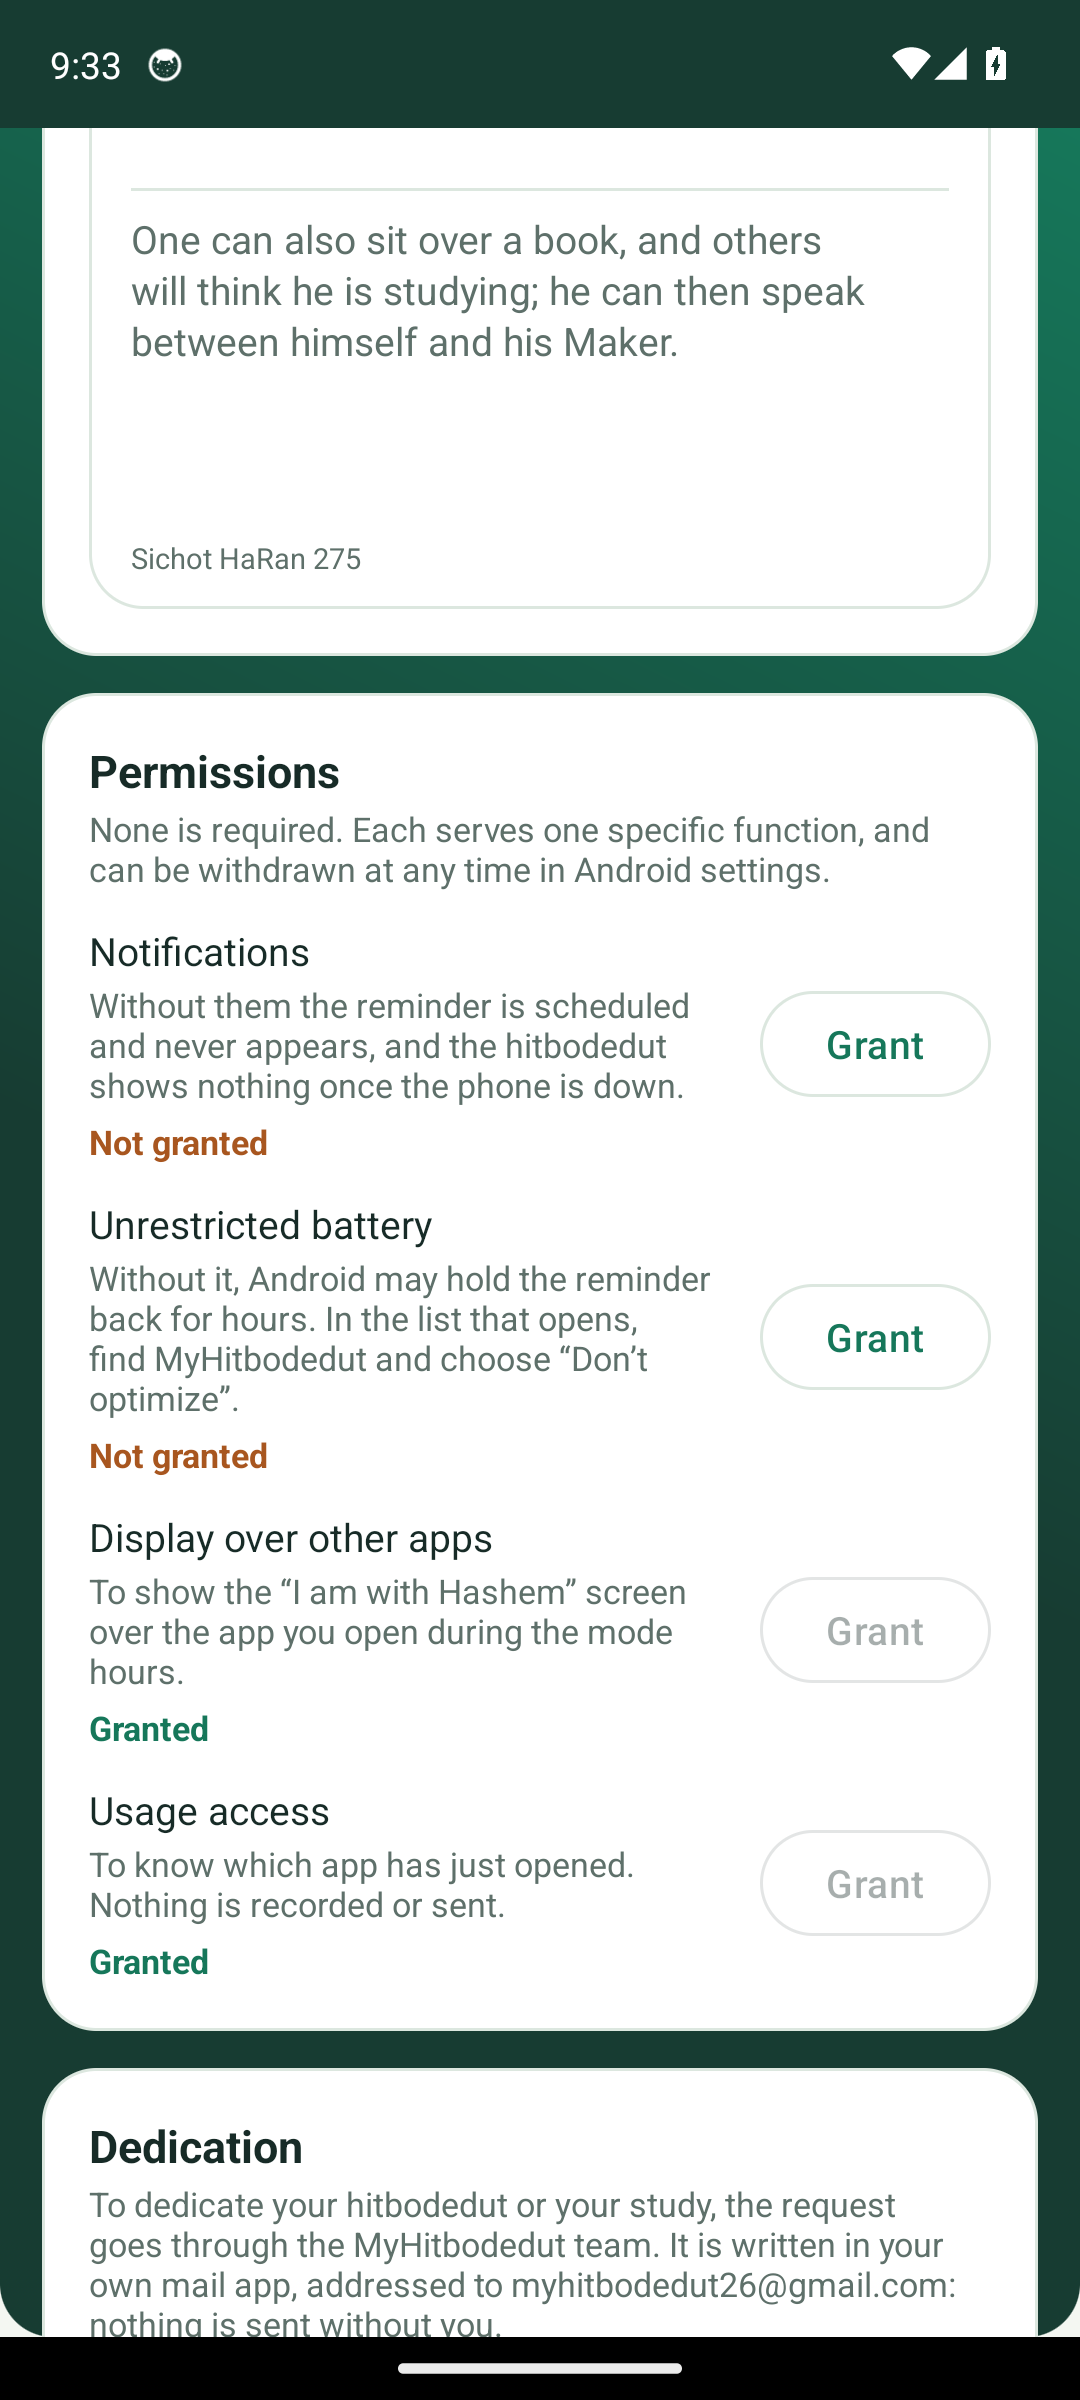 9:33
One can also sit over a book, and others
will think he is studying; he can then speak
between himself and his Maker.
Sichot HaRan 275
Permissions
None is required. Each serves one specific function, and
can be withdrawn at any time in Android settings.
Notifications
Without them the reminder is scheduled
and never appears, and the hitbodedut
shows nothing once the phone is down.
Grant
Not granted
Unrestricted battery
Without it, Android may hold the reminder
back for hours. In the list that opens,
find MyHitbodedut and choose “Don’t
optimize”.
Grant
Not granted
Display over other apps
To show the “I am with Hashem” screen
over the app you open during the mode
hours.
Grant
Granted
Usage access
To know which app has just opened.
Nothing is recorded or sent.
Grant
Granted
Dedication
To dedicate your hitbodedut or your study, the request
goes through the MyHitbodedut team. It is written in your
own mail app, addressed to myhitbodedut26@gmail.com:
nothing is sent without you.